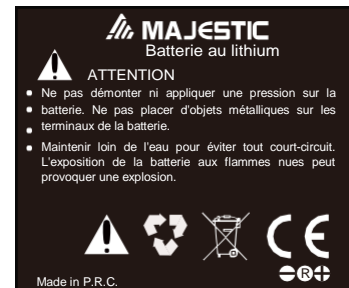 MAJESTIC
Batterie au lithium
ATTENTION
Ne pas démonter ni appliquer une pression sur la
batterie. Ne pas placer d'objets métalliques sur les
terminaux de la batterie.
Maintenir loin de l'eau pour éviter tout court-circuit.
L'exposition de la batterie aux flammes nues peut
provoquer une explosion.
CE
R
Made in P.R.C.